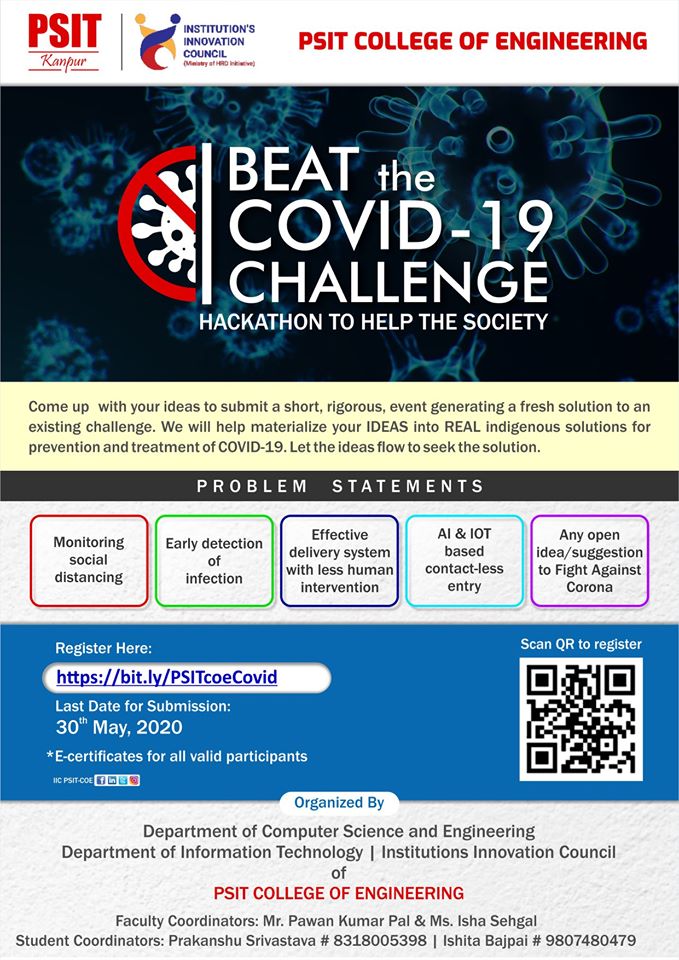 PSIT
Kanpur
INSTITUTION'S
INNOVATION
COUNCIL
(Ministry of HRD Initiative)
PSIT COLLEGE OF ENGINEERING
BEAT the
COVID-19
CHALLENGE
HACKATHON TO HELP THE SOCIETY
Come up with your ideas to submit a short, rigorous, event generating a fresh solution to an
existing challenge. We will help materialize your IDEAS into REAL indigenous solutions for
prevention and treatment of COVID-19. Let the ideas flow to seek the solution.
PROBLEM STATEMENTS
Monitoring
social
distancing
Early detection
of
infection
Effective
delivery system
with less human
intervention
AI & IOT
based
contact-less
entry
Any open
idea/suggestion
to Fight Against
Corona
Register Here:
https://bit.ly/PSITcoeCovid
Last Date for Submission:
30th May, 2020
*E-certificates for all valid participants
IIC PSIT-COE
Scan QR to register
Organized By
Department of Computer Science and Engineering
Department of Information Technology | Institutions Innovation Council
of
PSIT COLLEGE OF ENGINEERING
Faculty Coordinators: Mr. Pawan Kumar Pal & Ms. Isha Sehgal
Student Coordinators: Prakanshu Srivastava # 8318005398 | Ishita Bajpai # 9807480479